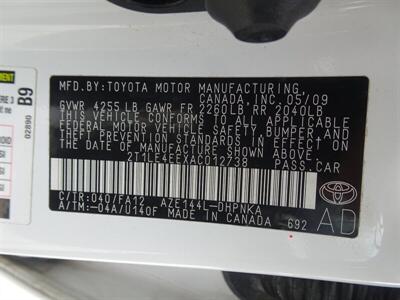 MFD.BY:TOYOTA MOTOR MANUFACTURING,
CANADA, INC. 05/09
GVWR 4255 LB GAWR FR 2260LB RR 2040LB
THIS VEHICLE CONFORMS TO ALL APPLICABLE
FEDERAL MOTOR VEHICLE SAFETY, BUMPER, AND
THEFT PREVENTION STANDARDS IN EFFECT ON
THE DATE OF MANUFACTURE SHOWN ABOVE.
2T1LE4EEXAC012738 PASS.CAR
C/TR:040/FA12 AZE144L-DHPNKA
A/TM:-04A/U140F MADE IN CANADA 692
TOYOTA
AD
B9
02890